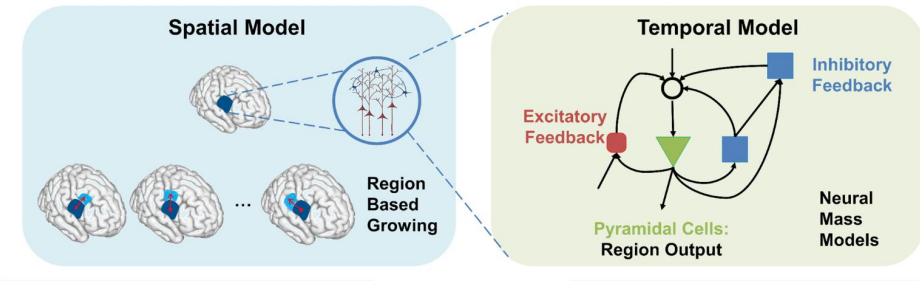 Spatial Model
...
Region
Based
Growing
Temporal Model
Inhibitory
Feedback
Excitatory
Feedback
Pyramidal Cells:
Region Output
Neural
Mass
Models